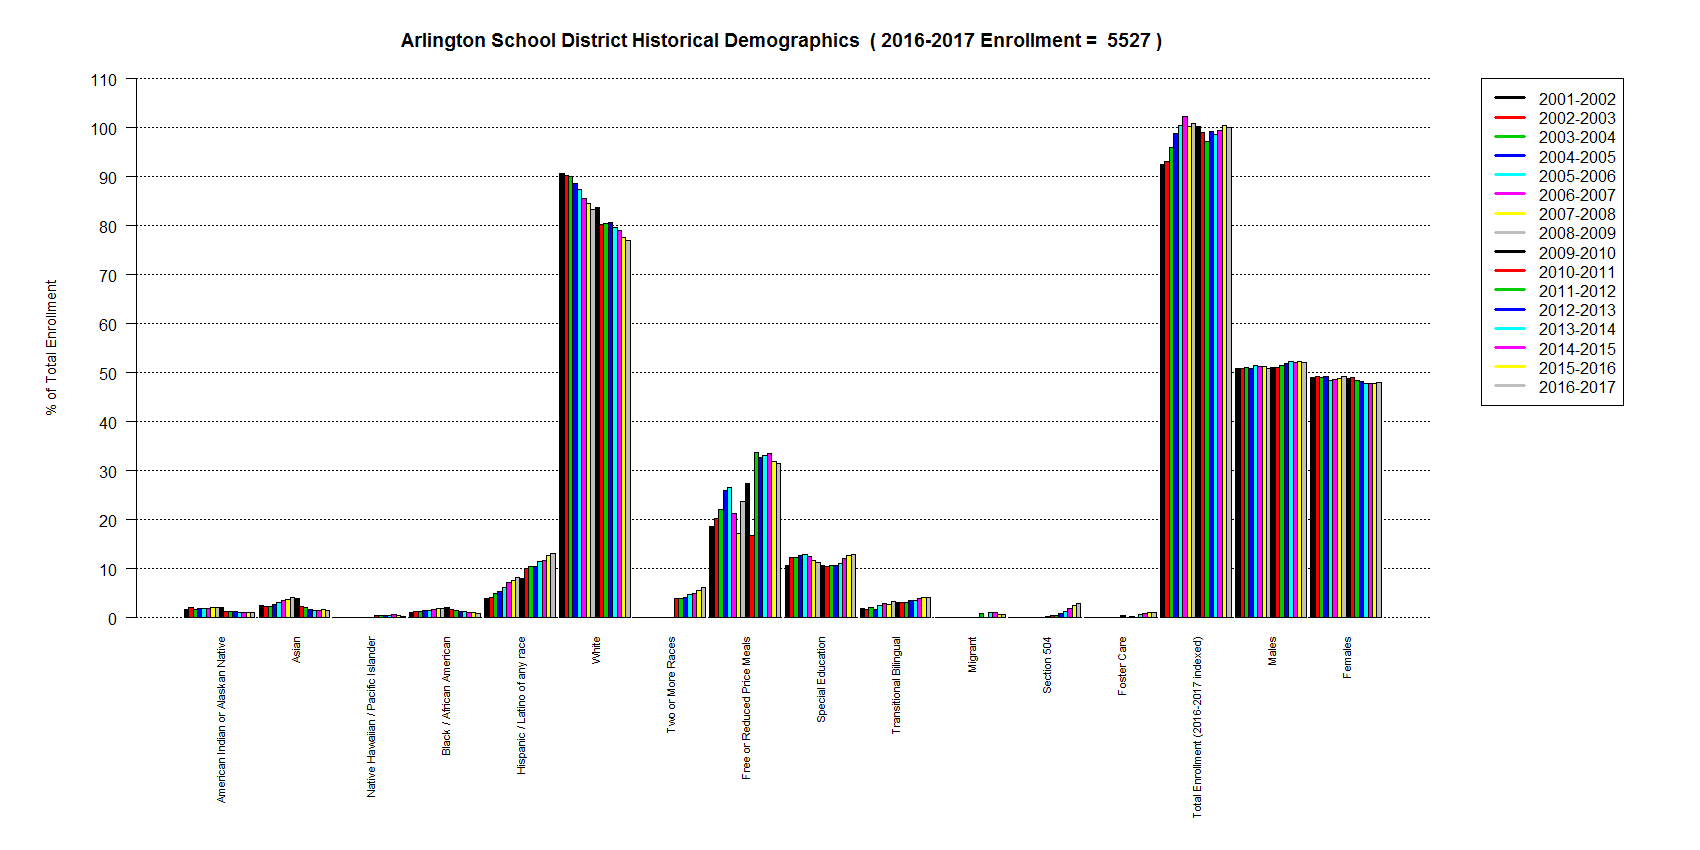 Arlington School District Historical Demographics ( 2016-2017 Enrollment = 5527 )
% of Total Enrollment
110
100
90
80
70
60
50
40
30
20
10
0
American Indian or Alaskan Native
Asian
Native Hawaiian / Pacific Islander
Black / African American
Hispanic / Latino of any race
White
Two or More Races
Free or Reduced Price Meals
Special Education
Transitional Bilingual
Migrant
Section 504
Foster Care
Total Enrollment (2016-2017 indexed)
Males
Females
2001-2002
2002-2003
2003-2004
2004-2005
2005-2006
2006-2007
2007-2008
2008-2009
2009-2010
2010-2011
2011-2012
2012-2013
2013-2014
2014-2015
2015-2016
2016-2017